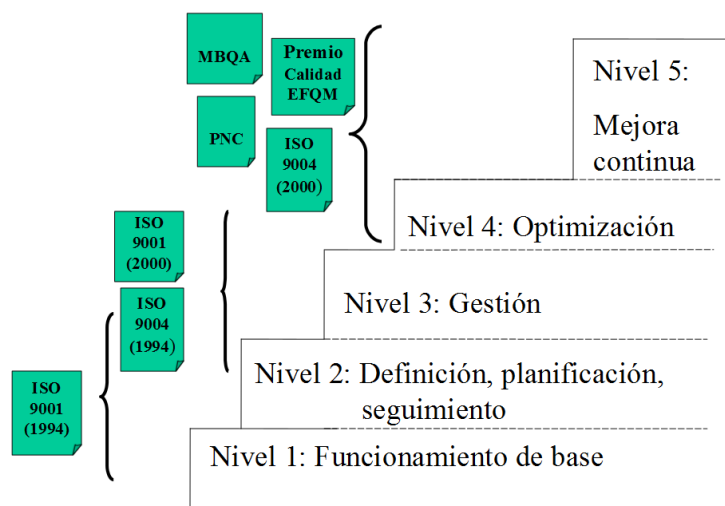 MBQA
Premio
Calidad
EFQM
PNC
ISO
9004
(2000)
ISO
9001
(2000)
ISO
9004
(1994)
ISO
9001
(1994)
Nivel 5:
Mejora
continua
Nivel 4: Optimización
Nivel 3: Gestión
Nivel 2: Definición, planificación,
seguimiento
Nivel 1: Funcionamiento de base